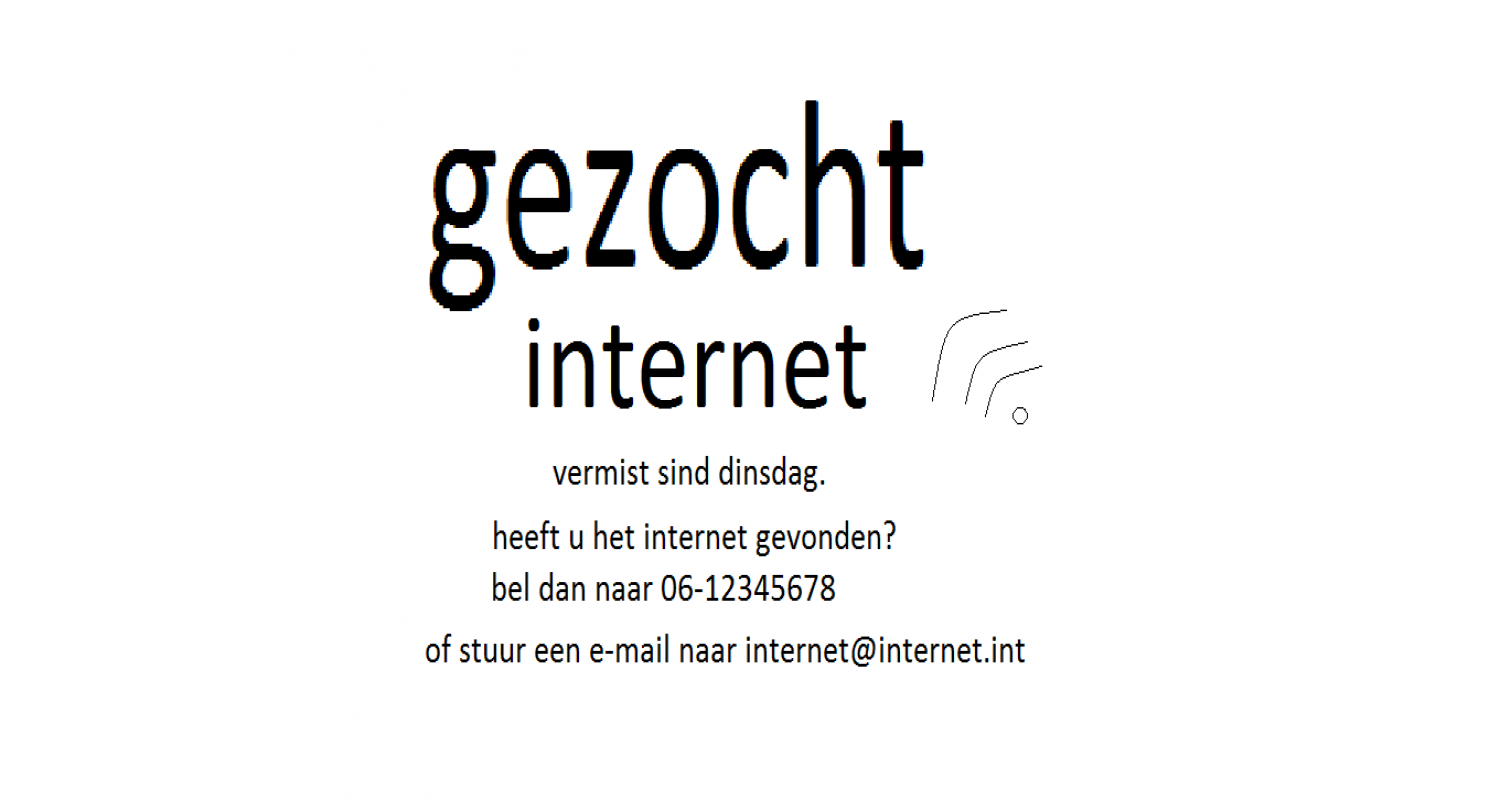 gezocht
internet
vermist sind dinsdag.
heeft u het internet gevonden?
bel dan naar 06-12345678
of stuur een e-mail naar internet@internet.int